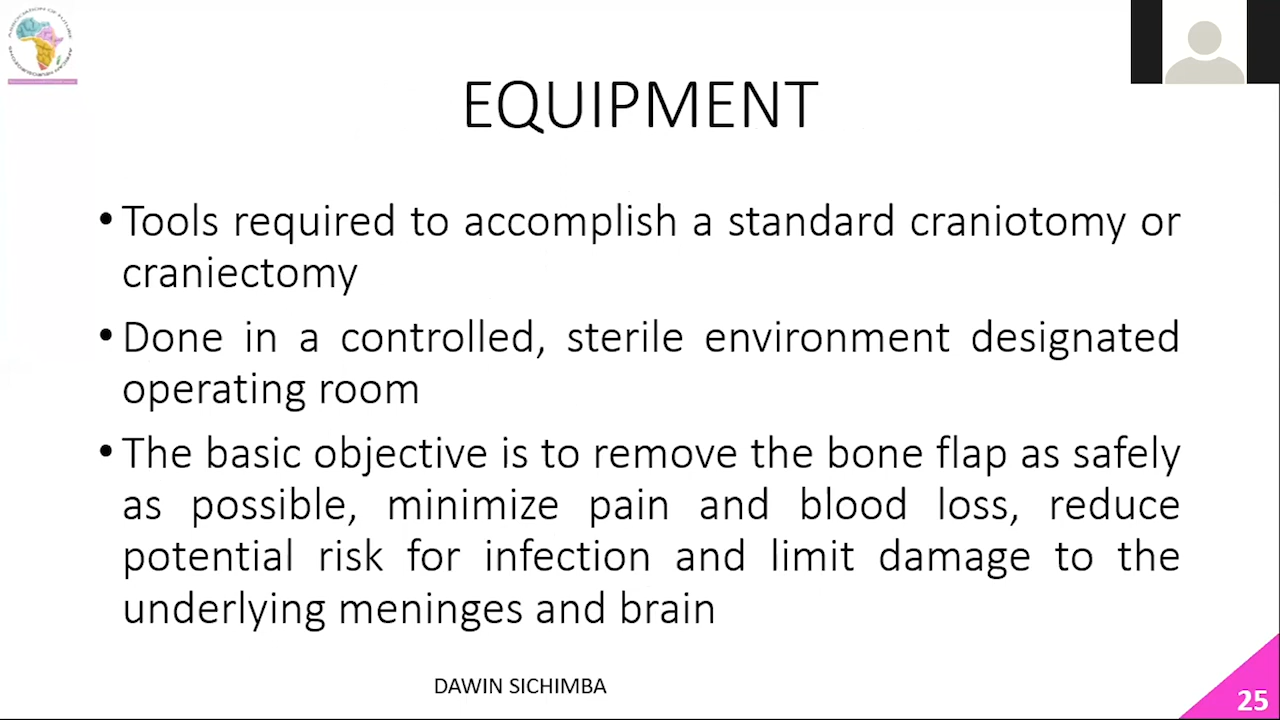 EQUIPMENT
•Tools required to accomplish a standard craniotomy or
craniectomy
•Done in a controlled, sterile environment designated
operating room
•The basic objective is to remove the bone flap as safely
as possible, minimize pain and blood loss, reduce
potential risk for infection and limit damage to the
underlying meninges and brain
DAWIN SICHIMBA
25